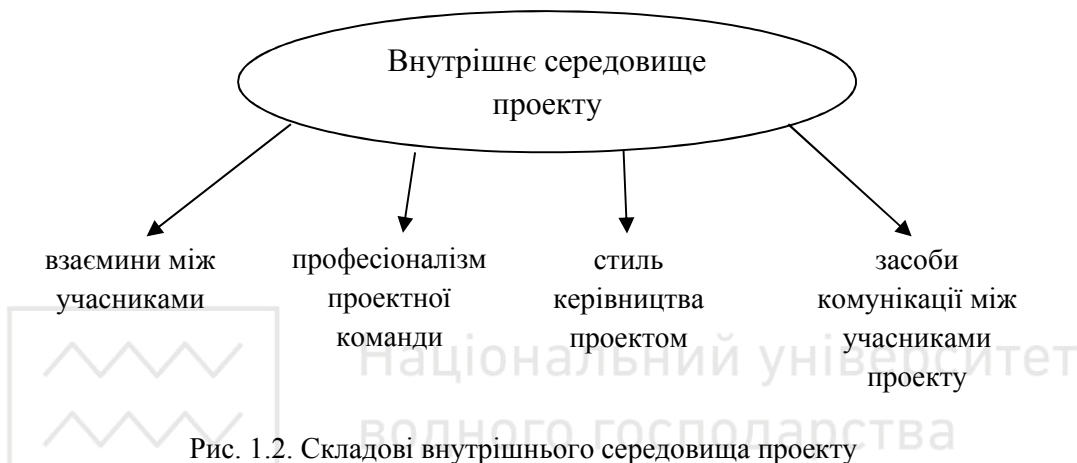 Внутрішнє середовище
проекту
взаємини між
учасниками
професіоналізм
проектної
команди
стиль
керівництва
проектом
засоби
комунікації між
учасниками
проекту
Національний університет
водного господарства
Рис. 1.2. Складові внутрішнього середовища проекту